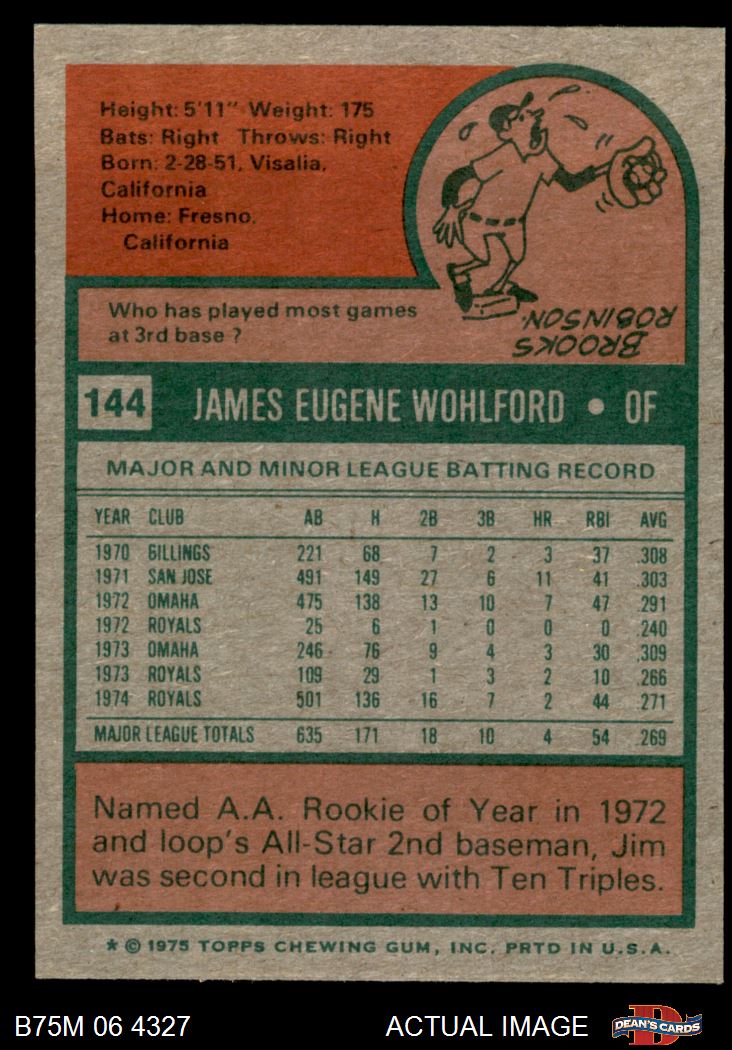 Height: 5'11" Weight: 175
Bats: Right Throws: Right
Born: 2-28-51, Visalia,
California
Home: Fresno,
California
Who has played most games
at 3rd base ?
BROOKS
ROBINSON
144 JAMES EUGENE WOHLFORD • OF
MAJOR AND MINOR LEAGUE BATTING RECORD
YEAR CLUB AB H 2B 3B HR RBI AVG
1970 BILLINGS 221 68 7 2 3 37 .308
1971 SAN JOSE 491 149 27 6 11 41 .303
1972 OMAHA 475 138 13 10 7 47 .291
1972 ROYALS 25 6 1 0 0 0 .240
1973 OMAHA 246 76 9 4 3 30 .309
1973 ROYALS 109 29 1 3 2 10 .266
1974 ROYALS 501 136 16 7 2 44 .271
MAJOR LEAGUE TOTALS 635 171 18 10 4 54 .269
Named A.A. Rookie of Year in 1972
and loop's All-Star 2nd baseman, Jim
was second in league with Ten Triples.
* © 1975 TOPPS CHEWING GUM, INC. PRTD IN U.S.A.
B75M 06 4327 ACTUAL IMAGE
DEAN'S CARDS